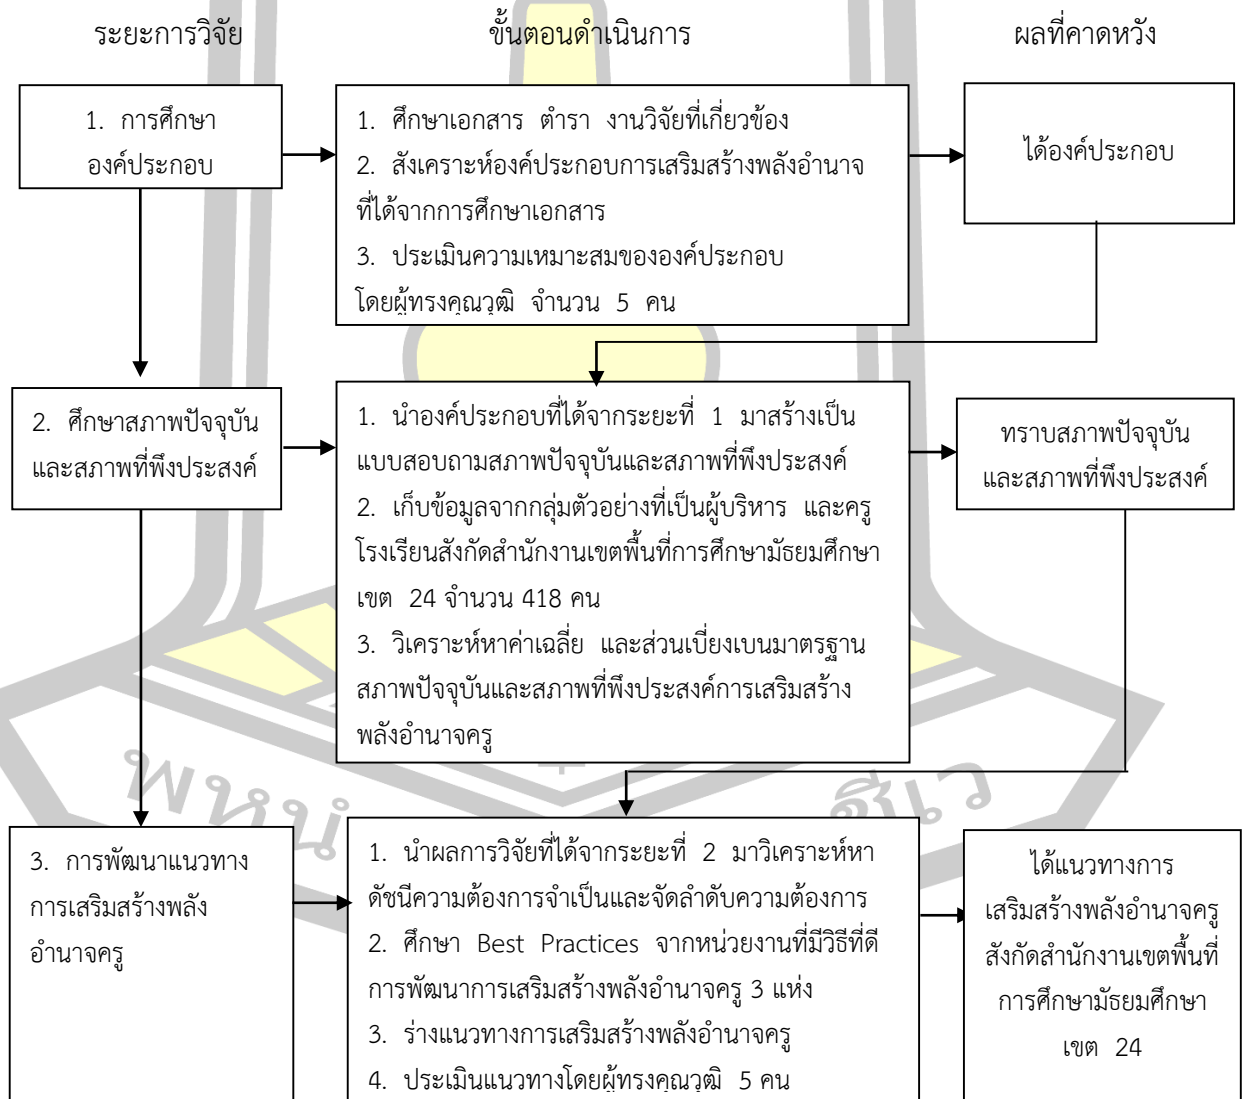 ระยะการวิจัย
ขั้นตอนดำเนินการ
ผลที่คาดหวัง
1. การศึกษา
องค์ประกอบ
1. ศึกษาเอกสาร ตำรา งานวิจัยที่เกี่ยวข้อง
2. สังเคราะห์องค์ประกอบการเสริมสร้างพลังอำนาจ
ที่ได้จากการศึกษาเอกสาร
3. ประเมินความเหมาะสมขององค์ประกอบ
โดยผู้ทรงคุณวุฒิ จำนวน 5 คน
ได้องค์ประกอบ
2. ศึกษาสภาพปัจจุบัน
และสภาพที่พึงประสงค์
1. นำองค์ประกอบที่ได้จากระยะที่ 1 มาสร้างเป็น
แบบสอบถามสภาพปัจจุบันและสภาพที่พึงประสงค์
2. เก็บข้อมูลจากกลุ่มตัวอย่างที่เป็นผู้บริหาร และครู
โรงเรียนสังกัดสำนักงานเขตพื้นที่การศึกษามัธยมศึกษา
เขต 24 จำนวน 418 คน
3. วิเคราะห์หาค่าเฉลี่ย และส่วนเบี่ยงเบนมาตรฐาน
สภาพปัจจุบันและสภาพที่พึงประสงค์การเสริมสร้าง
พลังอำนาจครู
ทราบสภาพปัจจุบัน
และสภาพที่พึงประสงค์
3. การพัฒนาแนวทาง
การเสริมสร้างพลัง
อำนาจครู
1. นำผลการวิจัยที่ได้จากระยะที่ 2 มาวิเคราะห์หา
ดัชนีความต้องการจำเป็นและจัดลำดับความต้องการ
2. ศึกษา Best Practices จากหน่วยงานที่มีวิธีที่ดี
การพัฒนาการเสริมสร้างพลังอำนาจครู 3 แห่ง
3. ร่างแนวทางการเสริมสร้างพลังอำนาจครู
4. ประเมินแนวทางโดยผู้ทรงคุณวุฒิ 5 คน
ได้แนวทางการ
เสริมสร้างพลังอำนาจครู
สังกัดสำนักงานเขตพื้นที่
การศึกษามัธยมศึกษา
เขต 24